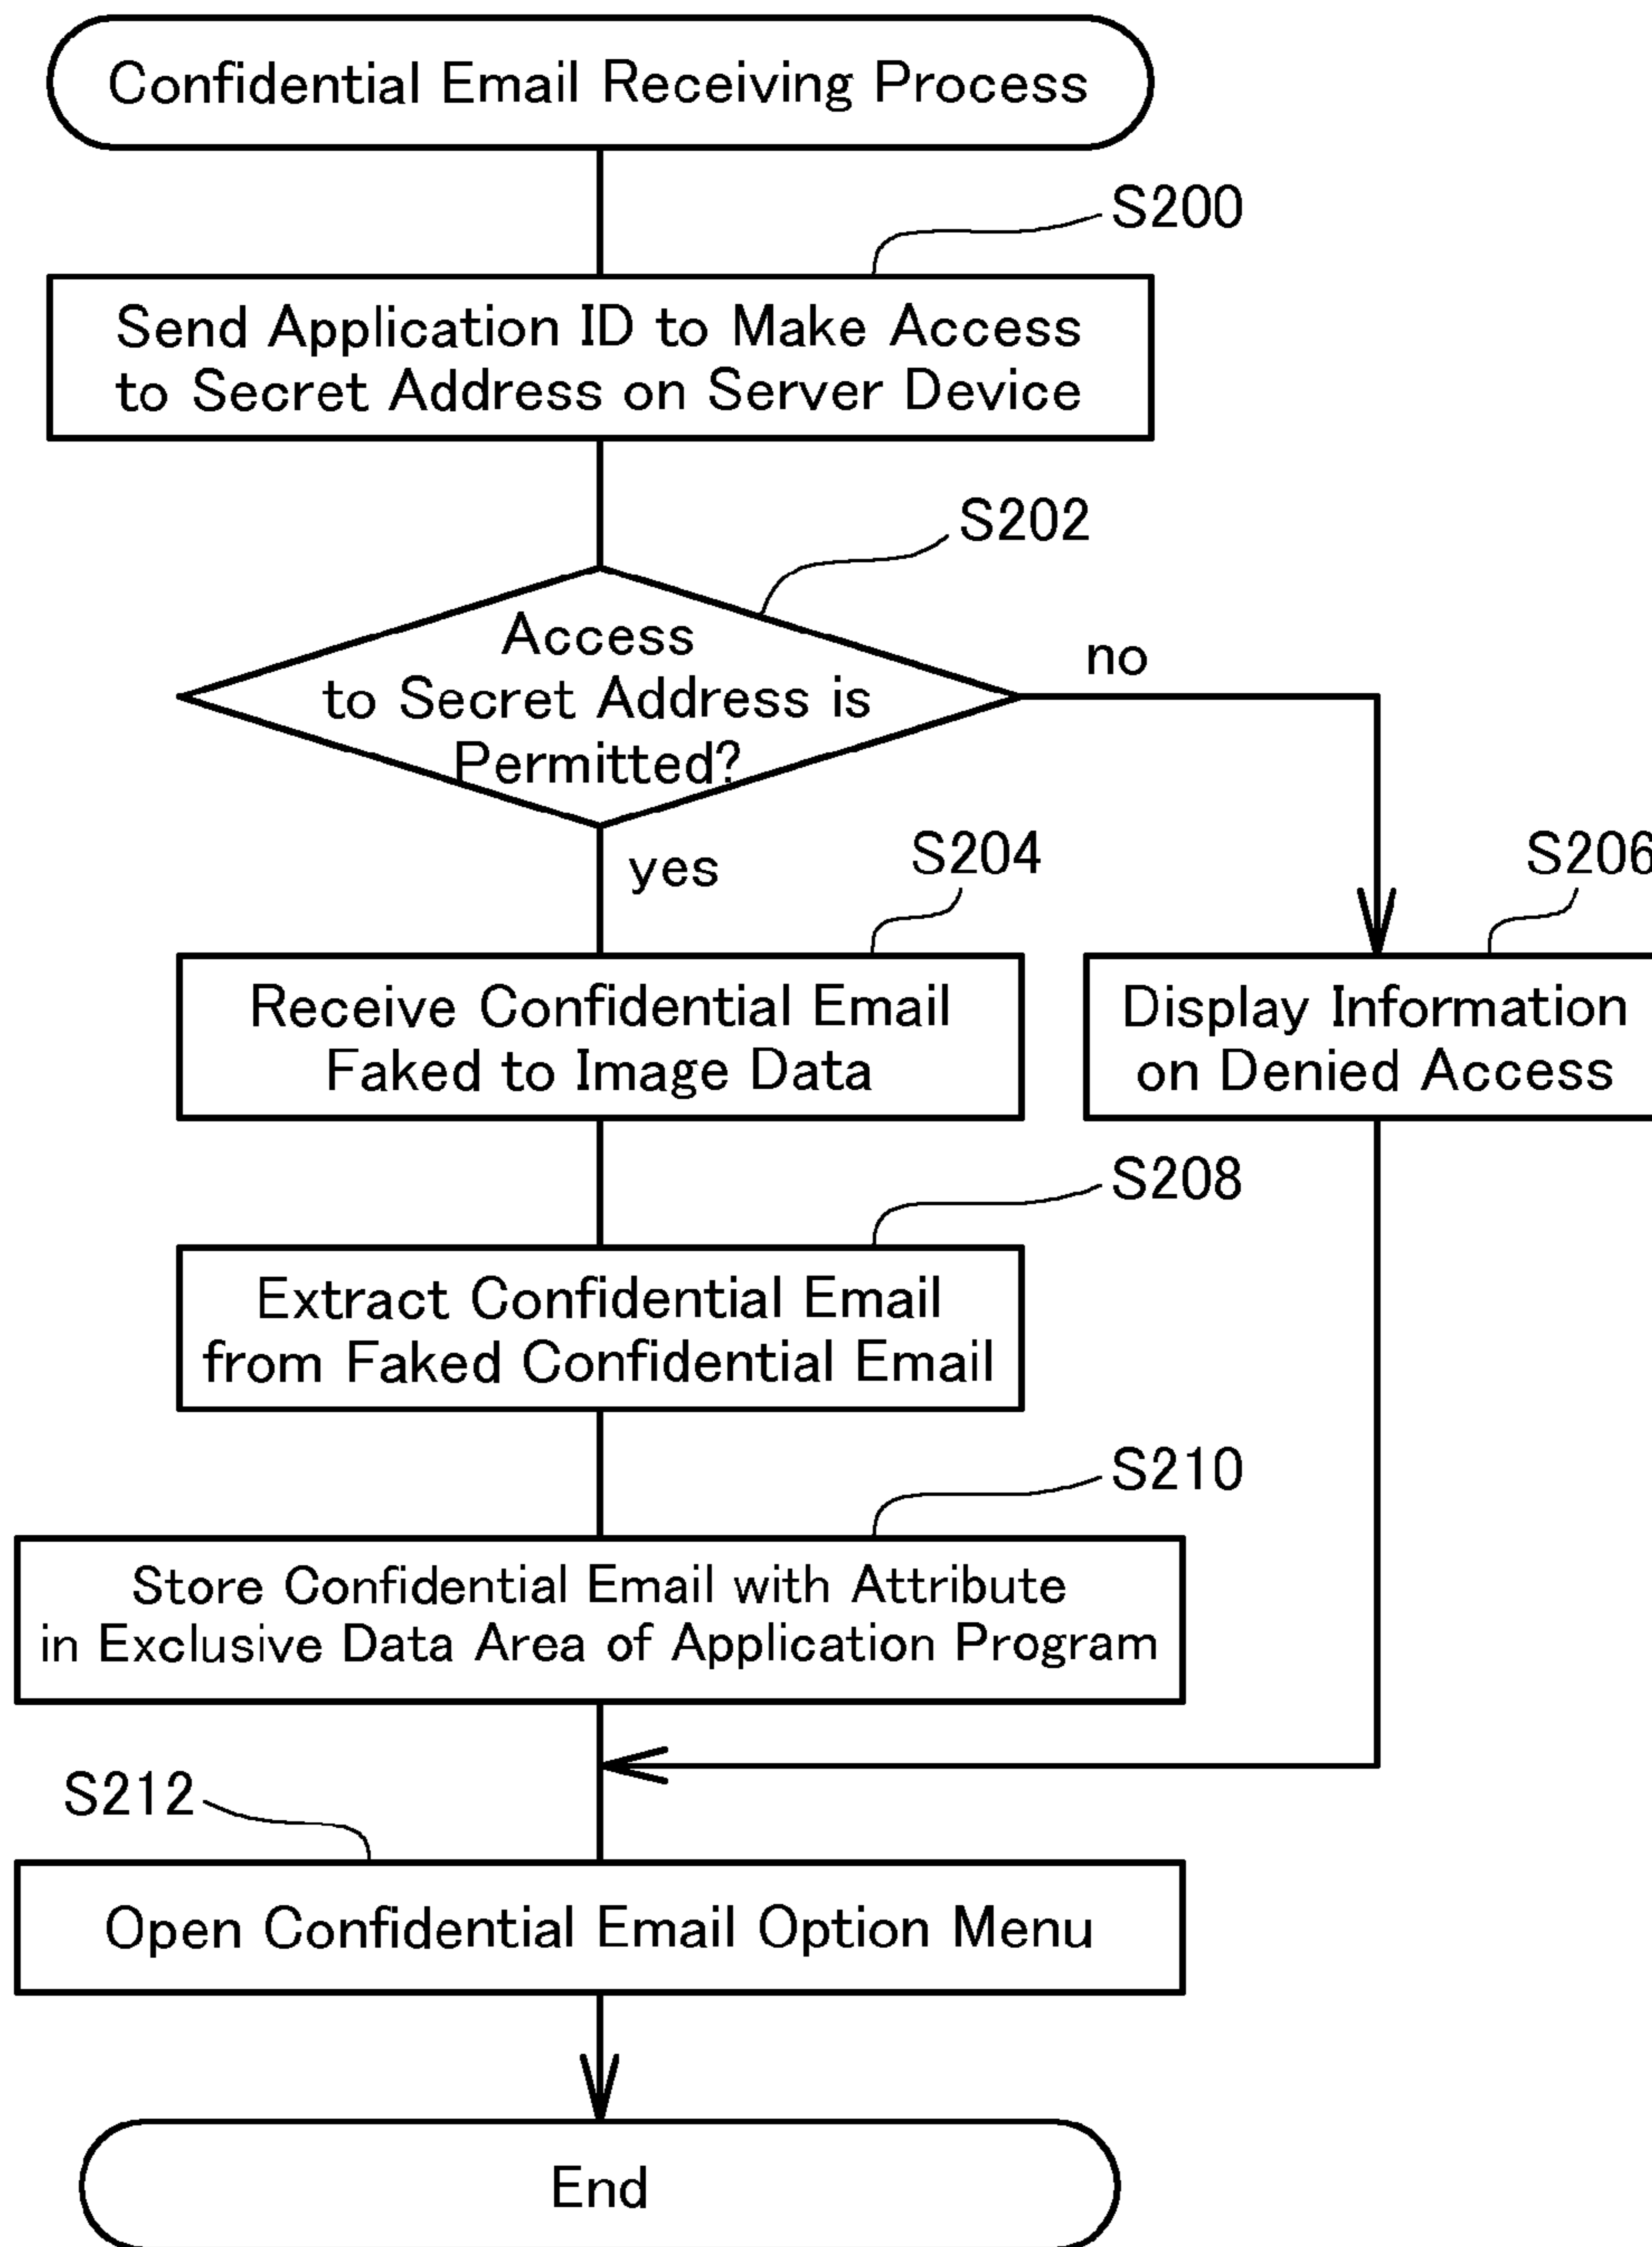 Confidential Email Receiving Process
S200
Send Application ID to Make Access
to Secret Address on Server Device
S202
Access
to Secret Address is
Permitted?
no
yes
S204
S206
Receive Confidential Email
Faked to Image Data
Display Information
on Denied Access
S208
Extract Confidential Email
from Faked Confidential Email
S210
Store Confidential Email with Attribute
in Exclusive Data Area of Application Program
S212
Open Confidential Email Option Menu
End